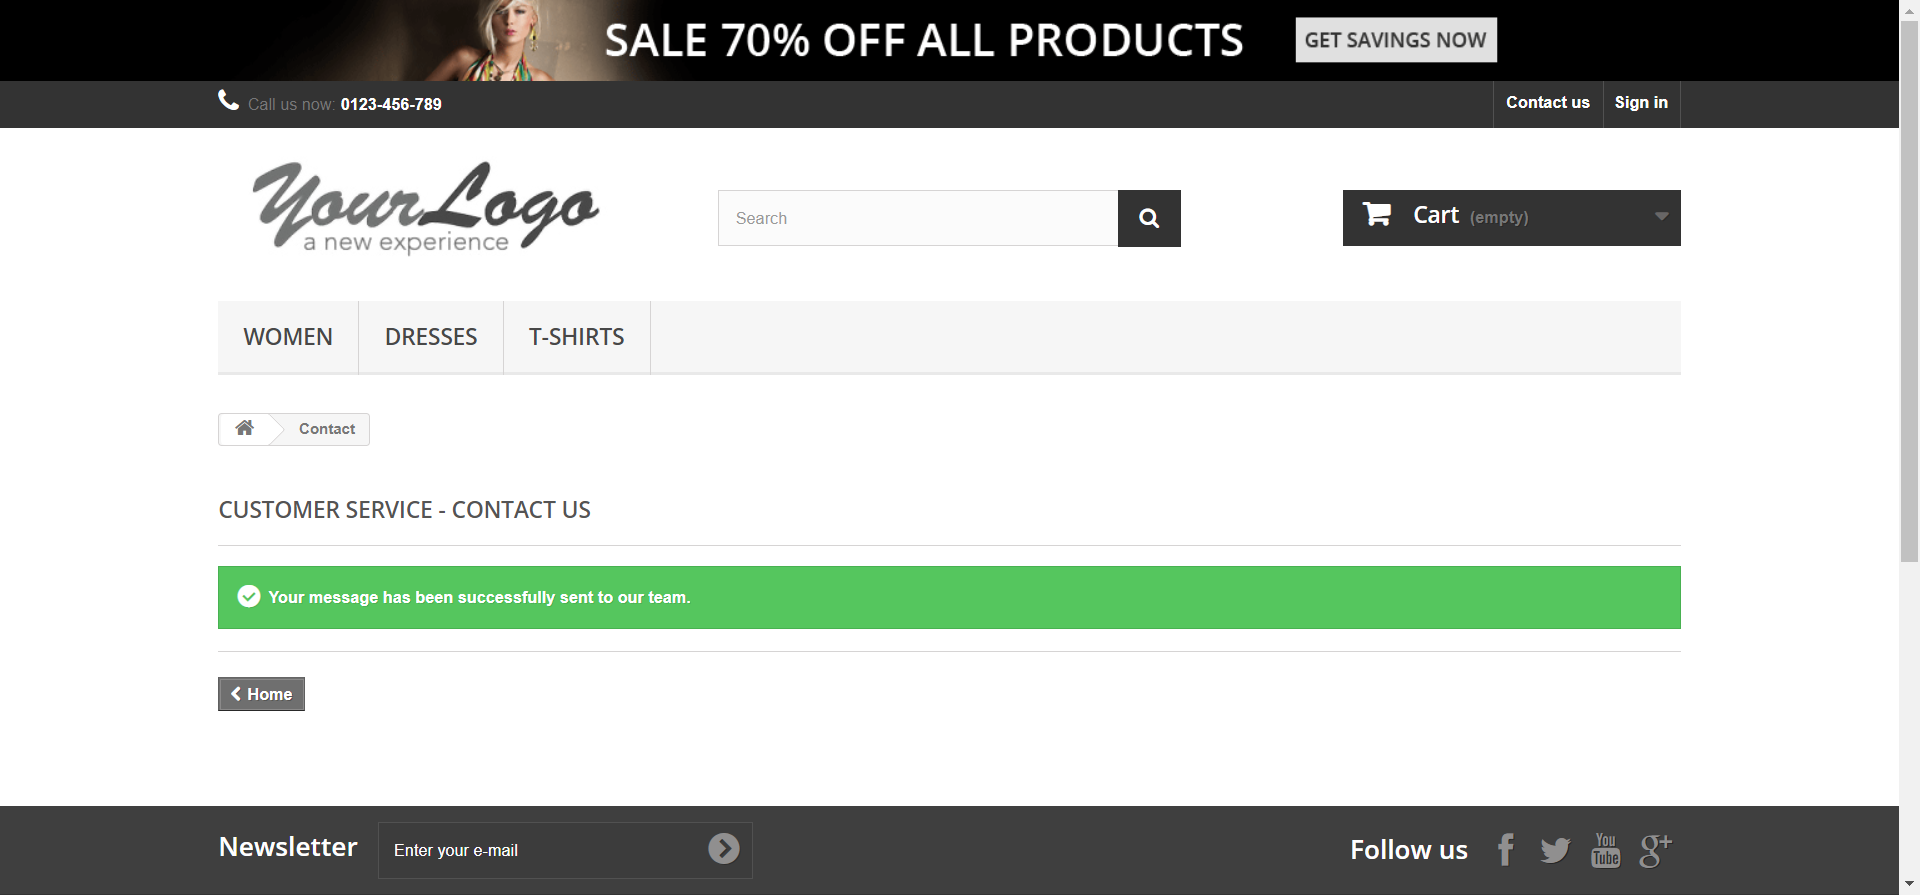 SALE 70% OFF ALL PRODUCTS
GET SAVINGS NOW
Call us now: 0123-456-789
Contact us
Sign in
YourLogo
a new experience
Search
Cart (empty)
WOMEN
DRESSES
T-SHIRTS
Contact
CUSTOMER SERVICE - CONTACT US
Your message has been successfully sent to our team.
Home
Newsletter
Enter your e-mail
Follow us
You
Tube
g+